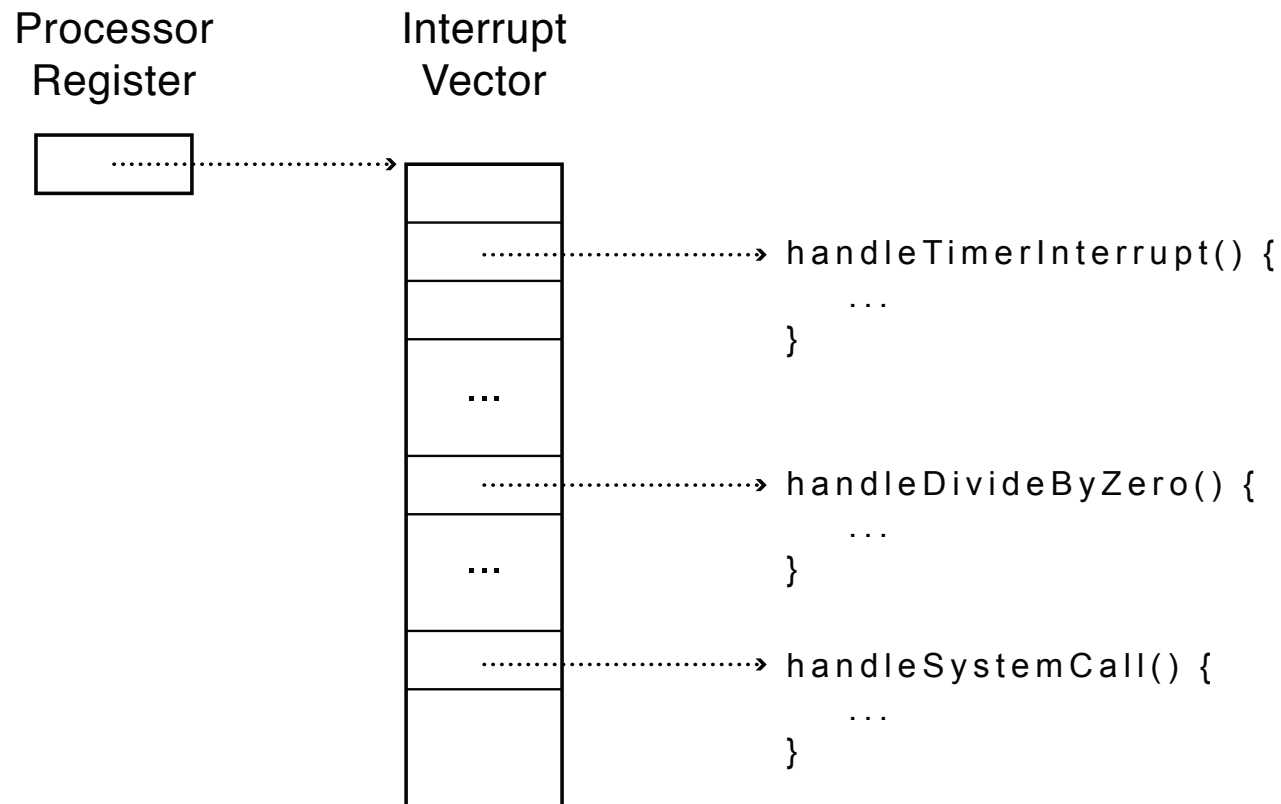 Processor
Register
Interrupt
Vector
handleTimerInterrupt() {
...
}
...
handleDivideByZero() {
...
}
...
handleSystemCall() {
...
}